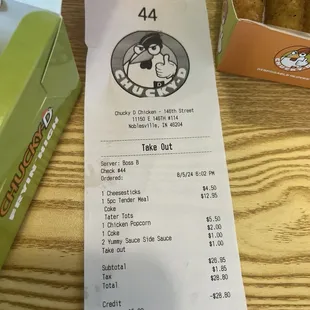 44
CHUCKY D
Chucky D Chicken - 146th Street
11150 E 146TH #114
Noblesville, IN 46204
Take Out
Server: Boss B
Check #44
Ordered: 8/5/24 6:02 PM
1 Cheesesticks $4.50
1 5pc Tender Meal $12.95
Coke
Tater Tots
1 Chicken Popcorn $5.50
1 Coke $2.00
2 Yummy Sauce Side Sauce $1.00
Take out $1.00
Subtotal $26.95
Tax $1.85
Total $28.80
Credit -$28.80
CHUCKY D